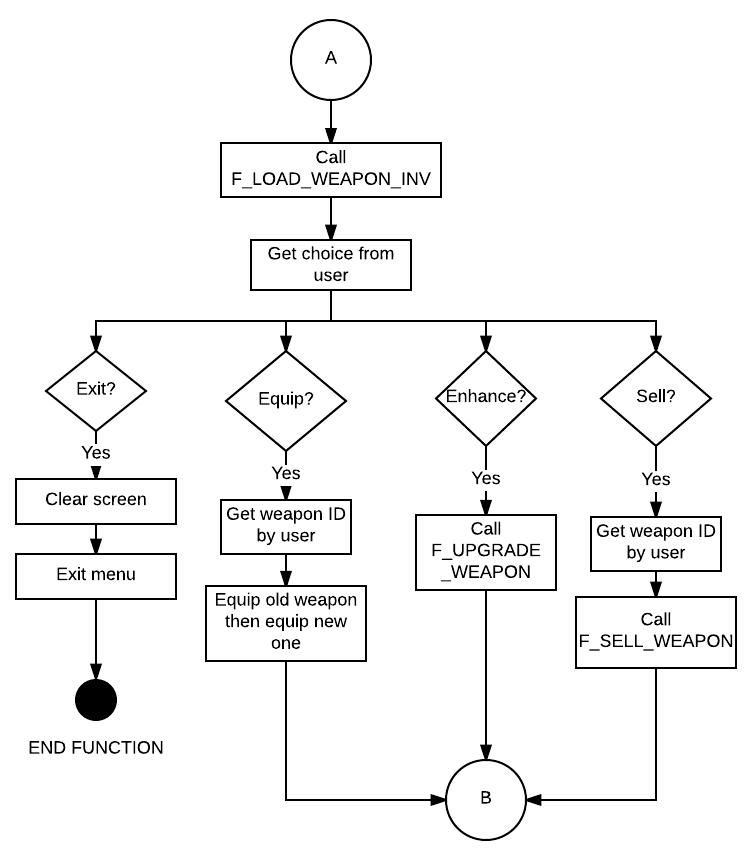 A
Call
F_LOAD_WEAPON_INV
Get choice from
user
Exit?
Equip?
Enhance?
Sell?
Yes
Yes
Yes
Yes
Clear screen
Get weapon ID
by user
Call
F_UPGRADE
_WEAPON
Get weapon ID
by user
Exit menu
Equip old weapon
then equip new
one
Call
F_SELL_WEAPON
END FUNCTION
B